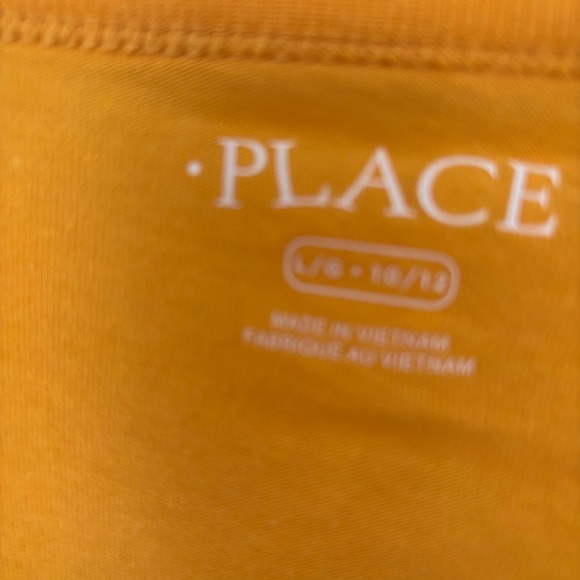 ·PLACE
L/G • 10/12
MADE IN VIETNAM
FABRIQUÉ AU VIETNAM